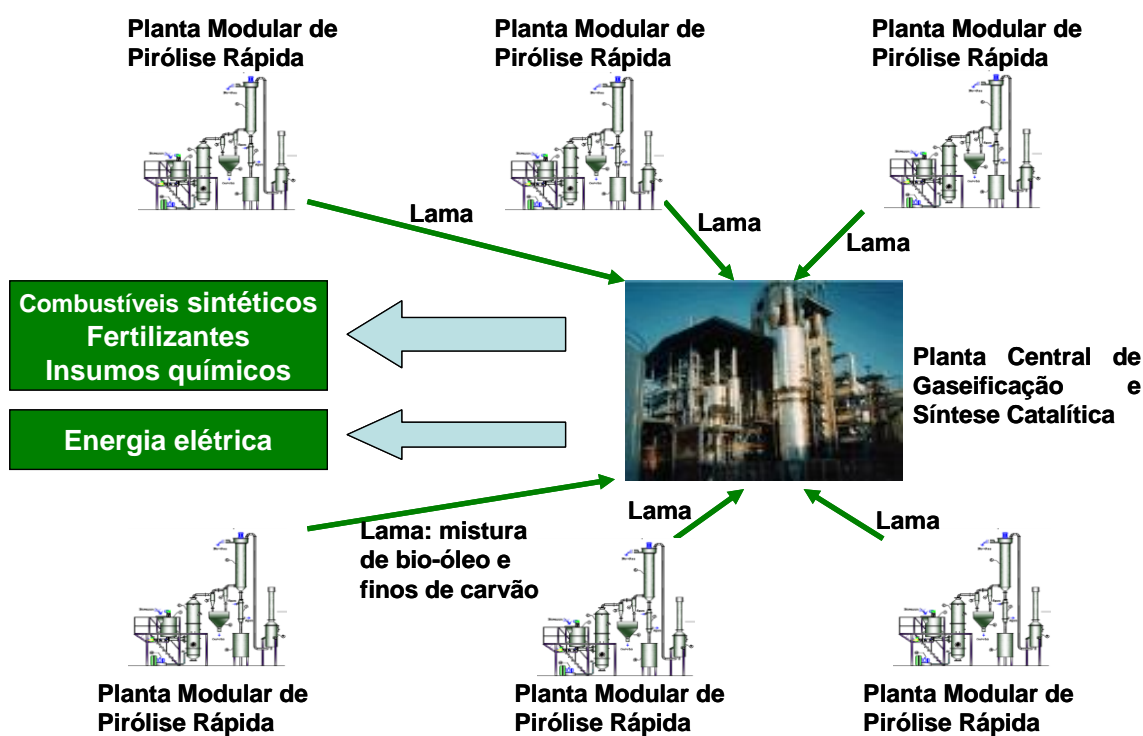 Planta Modular de
Pirólise Rápida
Planta Modular de
Pirólise Rápida
Planta Modular de
Pirólise Rápida
Lama
Lama
Lama
Combustíveis sintéticos
Fertilizantes
Insumos químicos
Energia elétrica
Planta Central de
Gaseificação e
Síntese Catalítica
Lama: mistura
de bio-óleo e
finos de carvão
Lama
Lama
Planta Modular de
Pirólise Rápida
Planta Modular de
Pirólise Rápida
Planta Modular de
Pirólise Rápida